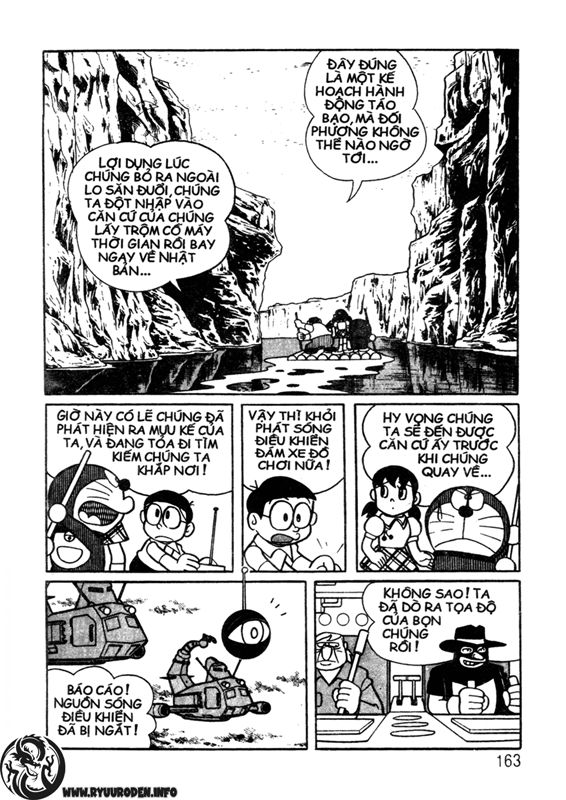 ĐÂY ĐÚNG
LÀ MỘT KẾ
HOẠCH HÀNH
ĐỘNG TÁO
BẠO, MÀ ĐỐI
PHƯƠNG KHÔNG
THỂ NÀO NGỜ
TỚI...
LỢI DỤNG LÚC
CHÚNG BỎ RA NGOÀI
LO SĂN ĐUỔI, CHÚNG
TA ĐỘT NHẬP VÀO
CĂN CỨ CỦA CHÚNG
LẤY TRỘM CỔ MÁY
THỜI GIAN RỒI BAY
NGAY VỀ NHẬT
BẢN...
GIỜ NÀY CÓ LẼ CHÚNG ĐÃ
PHÁT HIỆN RA MƯU KẾ CỦA
TA, VÀ ĐANG TỎA ĐI TÌM
KIẾM CHÚNG TA
KHẮP NƠI!
VẬY THÌ KHỎI
PHÁT SÓNG
ĐIỀU KHIỂN
ĐÁM XE ĐỒ
CHƠI NỮA!
HY VỌNG CHÚNG
TA SẼ ĐẾN ĐƯỢC
CĂN CỨ ẤY TRƯỚC
KHI CHÚNG
QUAY VỀ...
BÁO CÁO!
NGUỒN SÓNG
ĐIỀU KHIỂN
ĐÃ BỊ NGẮT!
KHÔNG SAO! TA
ĐÃ DÒ RA TỌA ĐỘ
CỦA BỌN
CHÚNG
RỒI!
163
WWW.RYUURODEN.INFO